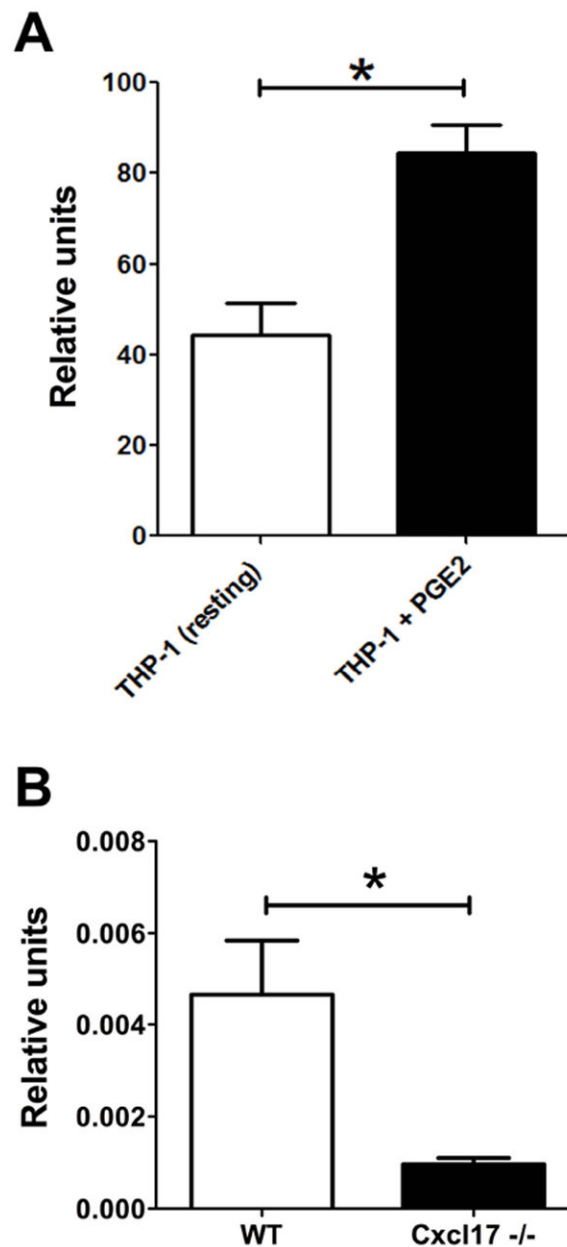 A
*
100
80
60
40
20
0
Relative units
THP-1 (resting)
THP-1 + PGE2
B
*
0.008
0.006
0.004
0.002
0.000
Relative units
WT
Cxcl17 -/-